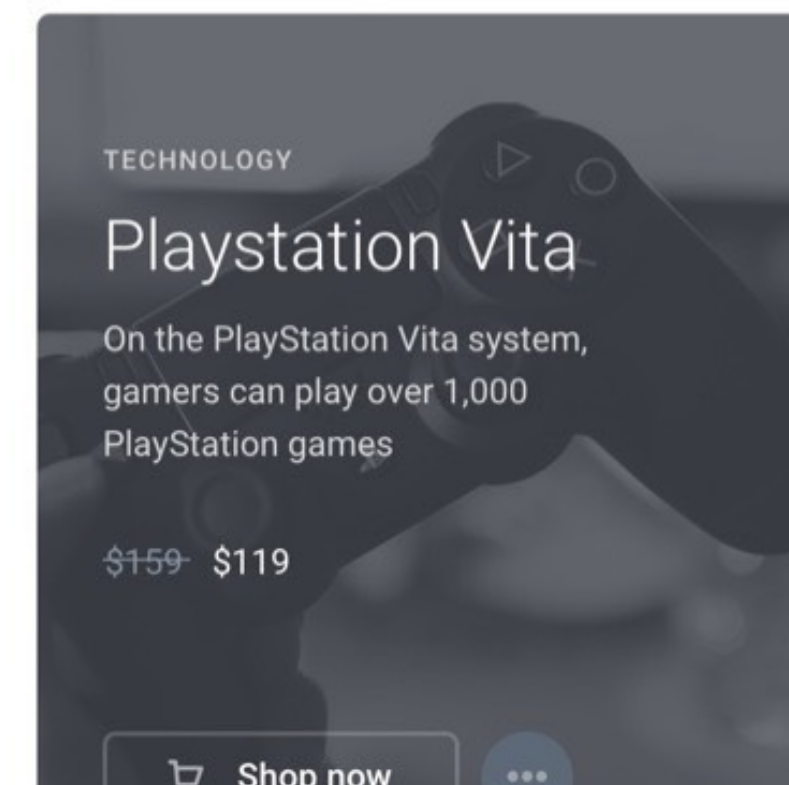 TECHNOLOGY
Playstation Vita
On the PlayStation Vita system,
gamers can play over 1,000
PlayStation games
$159 $119
Shop now